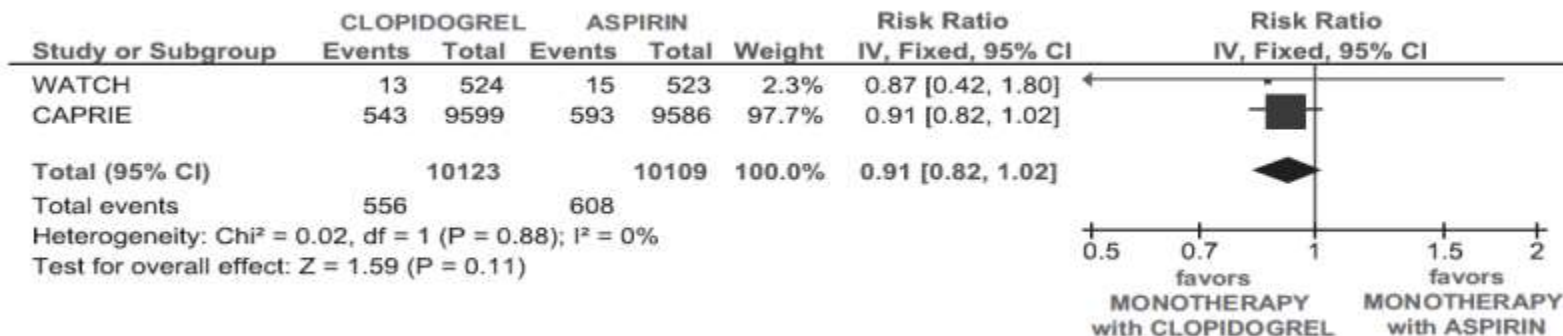 CLOPIDOGREL ASPIRIN Risk Ratio Risk Ratio
Study or Subgroup Events Total Events Total Weight IV, Fixed, 95% CI IV, Fixed, 95% CI
WATCH 13 524 15 523 2.3% 0.87 [0.42, 1.80]
CAPRIE 543 9599 593 9586 97.7% 0.91 [0.82, 1.02]
Total (95% CI) 10123 10109 100.0% 0.91 [0.82, 1.02]
Total events 556 608
Heterogeneity: Chi² = 0.02, df = 1 (P = 0.88); I² = 0%
Test for overall effect: Z = 1.59 (P = 0.11)
0.5 0.7 1 1.5 2
favors favors
MONOTHERAPY MONOTHERAPY
with CLOPIDOGREL with ASPIRIN